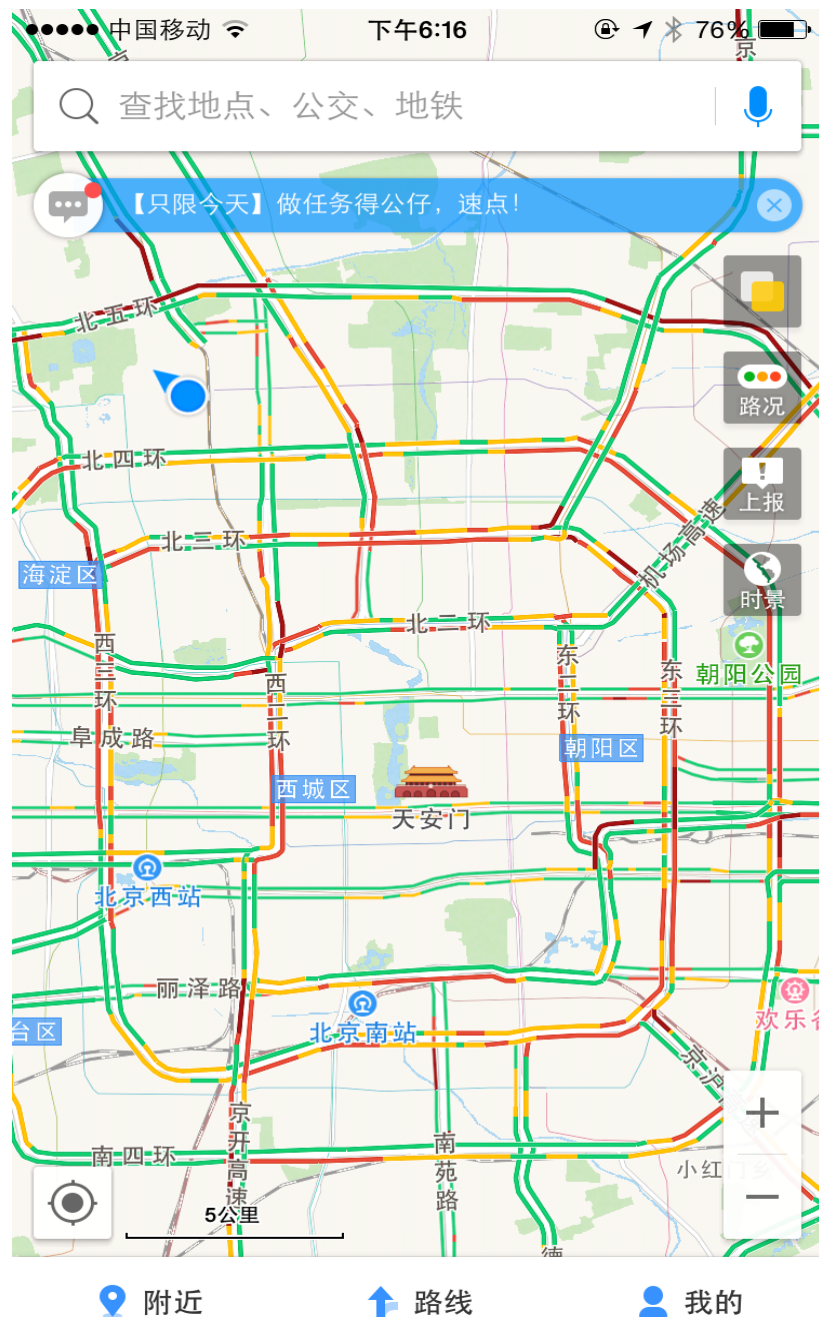 中国移动 下午6:16 76%
京
查找地点、公交、地铁
【只限今天】做任务得公仔，速点！
北五环
路况
北四环
上报
机场高速
北三环
海淀区
时景
北二环
西三环
西二环
东二环
东三环
朝阳公园
阜成路
朝阳区
西城区
天安门
北京西站
丽泽路
北京南站
台区
欢乐
京沪高
京开高速
南四环
南苑路
小红门乡
5公里
德
附近 路线 我的